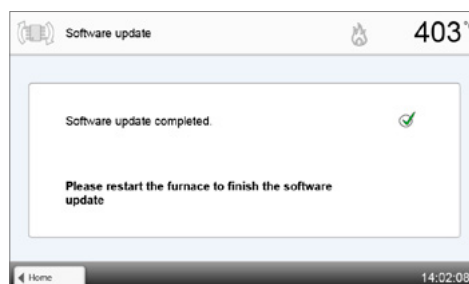 Software update
403°
Software update completed.
Please restart the furnace to finish the software
update
Home
14:02:08